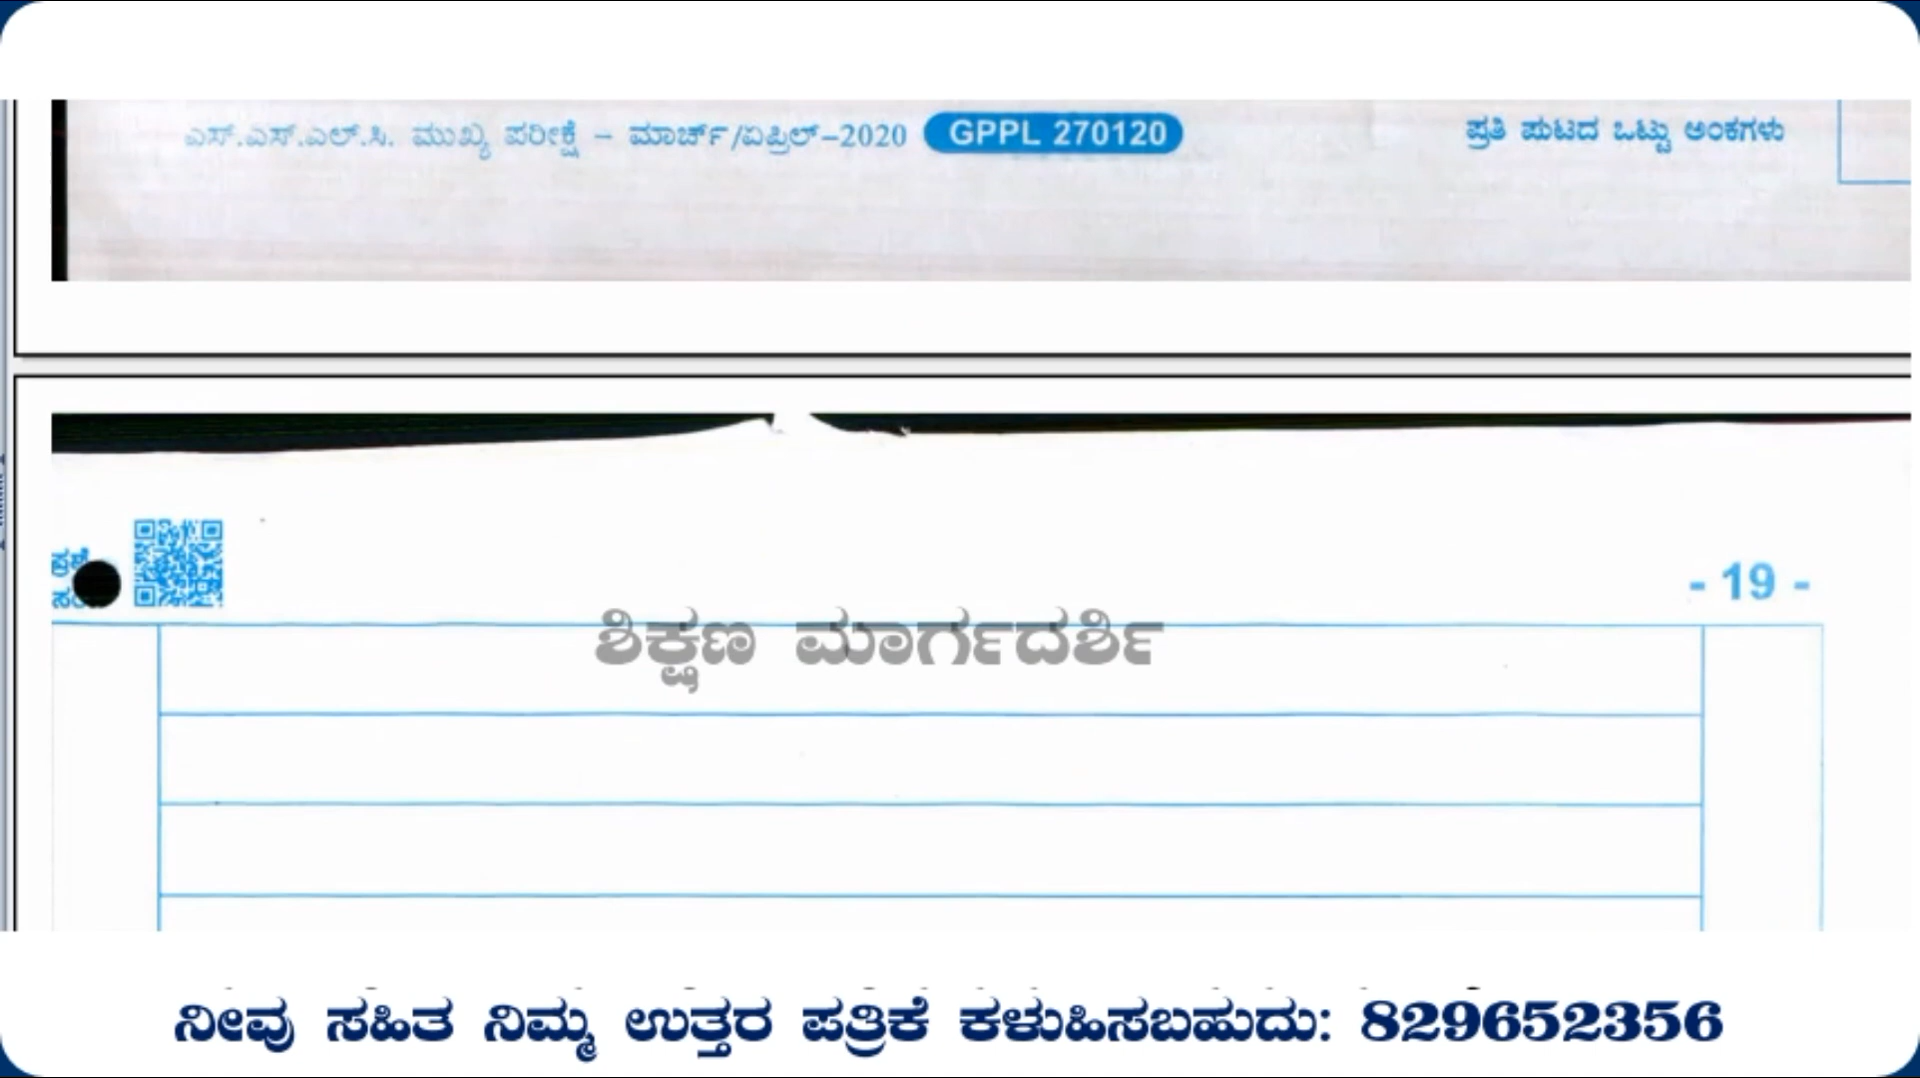 ಎಸ್.ಎಸ್.ಎಲ್.ಸಿ. ಮುಖ್ಯ ಪರೀಕ್ಷೆ – ಮಾರ್ಚ್/ಏಪ್ರಿಲ್–2020 GPPL 270120 ಪ್ರತಿ ಪುಟದ ಒಟ್ಟು ಅಂಕಗಳು
- 19 -
ಶಿಕ್ಷಣ ಮಾರ್ಗದರ್ಶಿ
ನೀವು ಸಹಿತ ನಿಮ್ಮ ಉತ್ತರ ಪತ್ರಿಕೆ ಕಳುಹಿಸಬಹುದು: 829652356